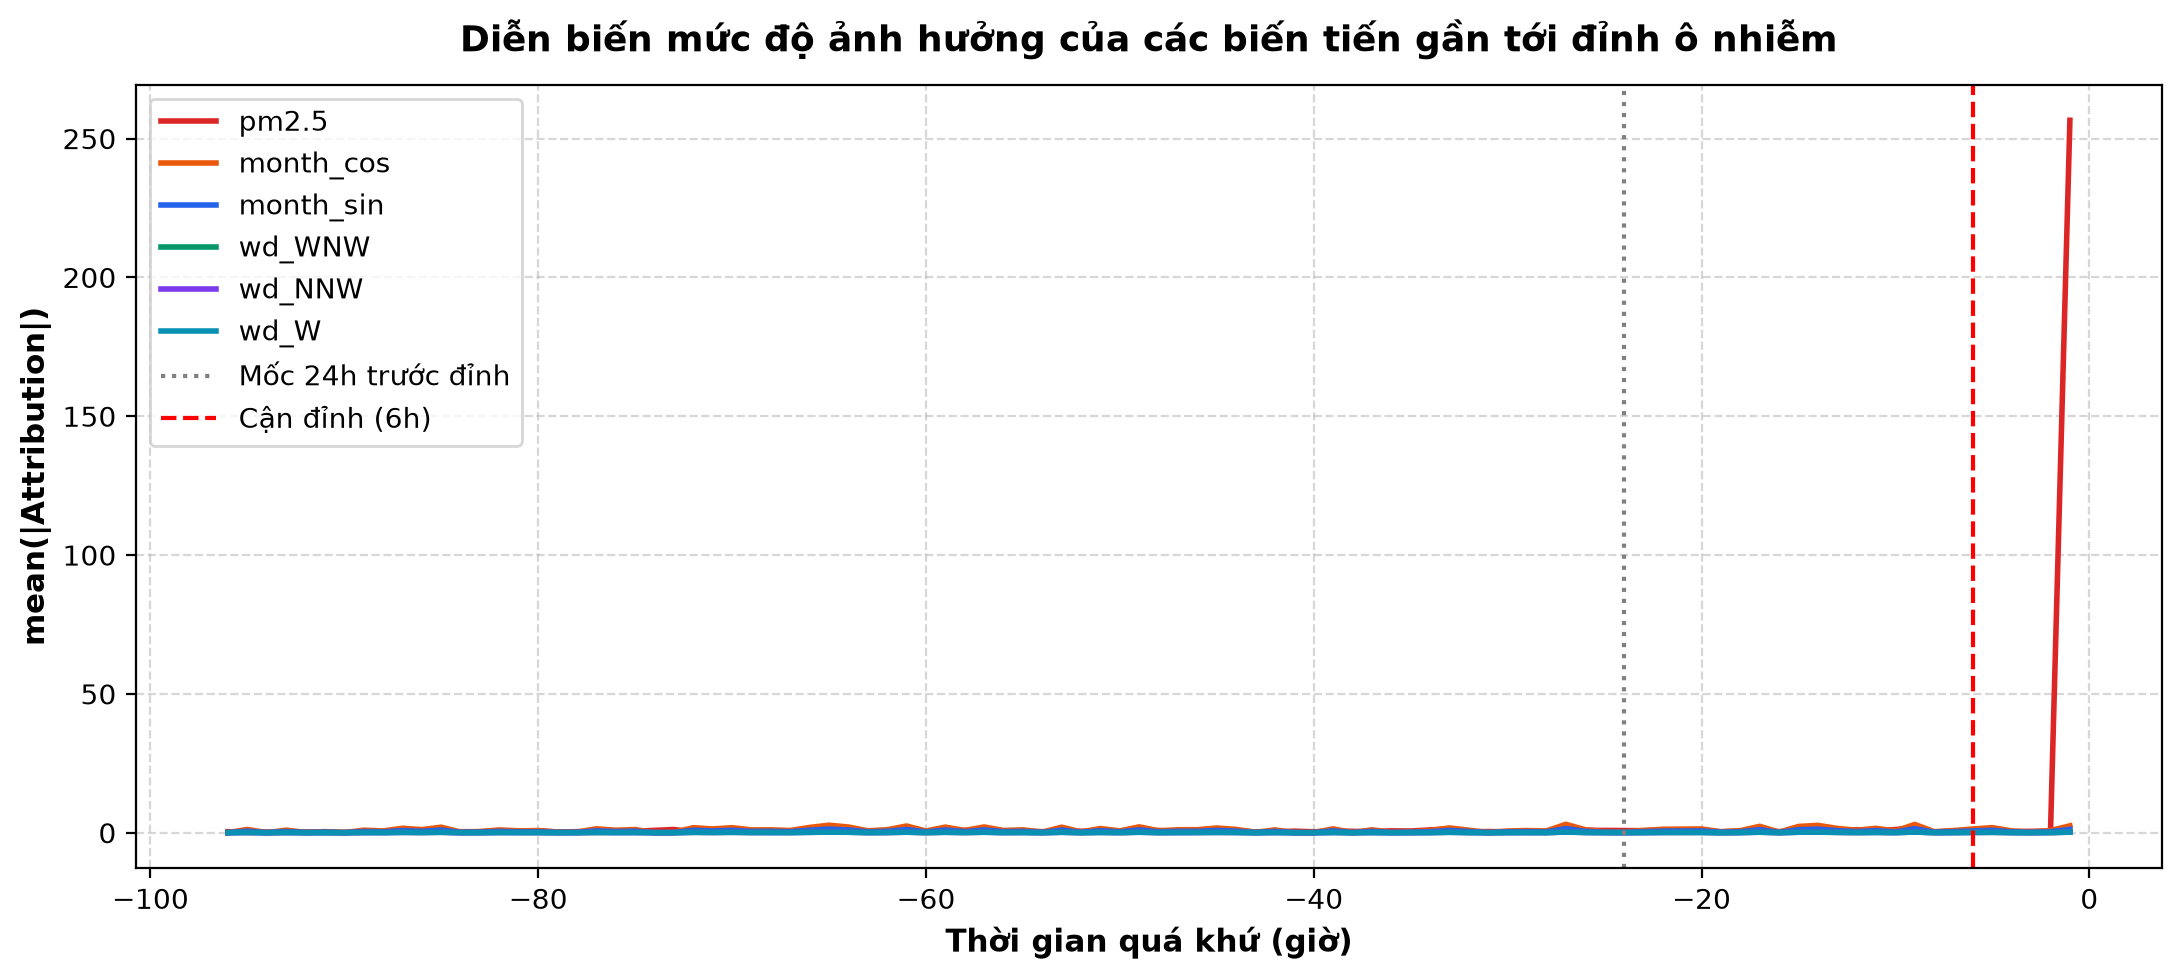 Diễn biến mức độ ảnh hưởng của các biến tiến gần tới đỉnh ô nhiễm
mean(|Attribution|)
250
200
150
100
50
0
pm2.5
month_cos
month_sin
wd_WNW
wd_NNW
wd_W
Mốc 24h trước đỉnh
Cận đỉnh (6h)
−100
−80
−60
−40
−20
0
Thời gian quá khứ (giờ)